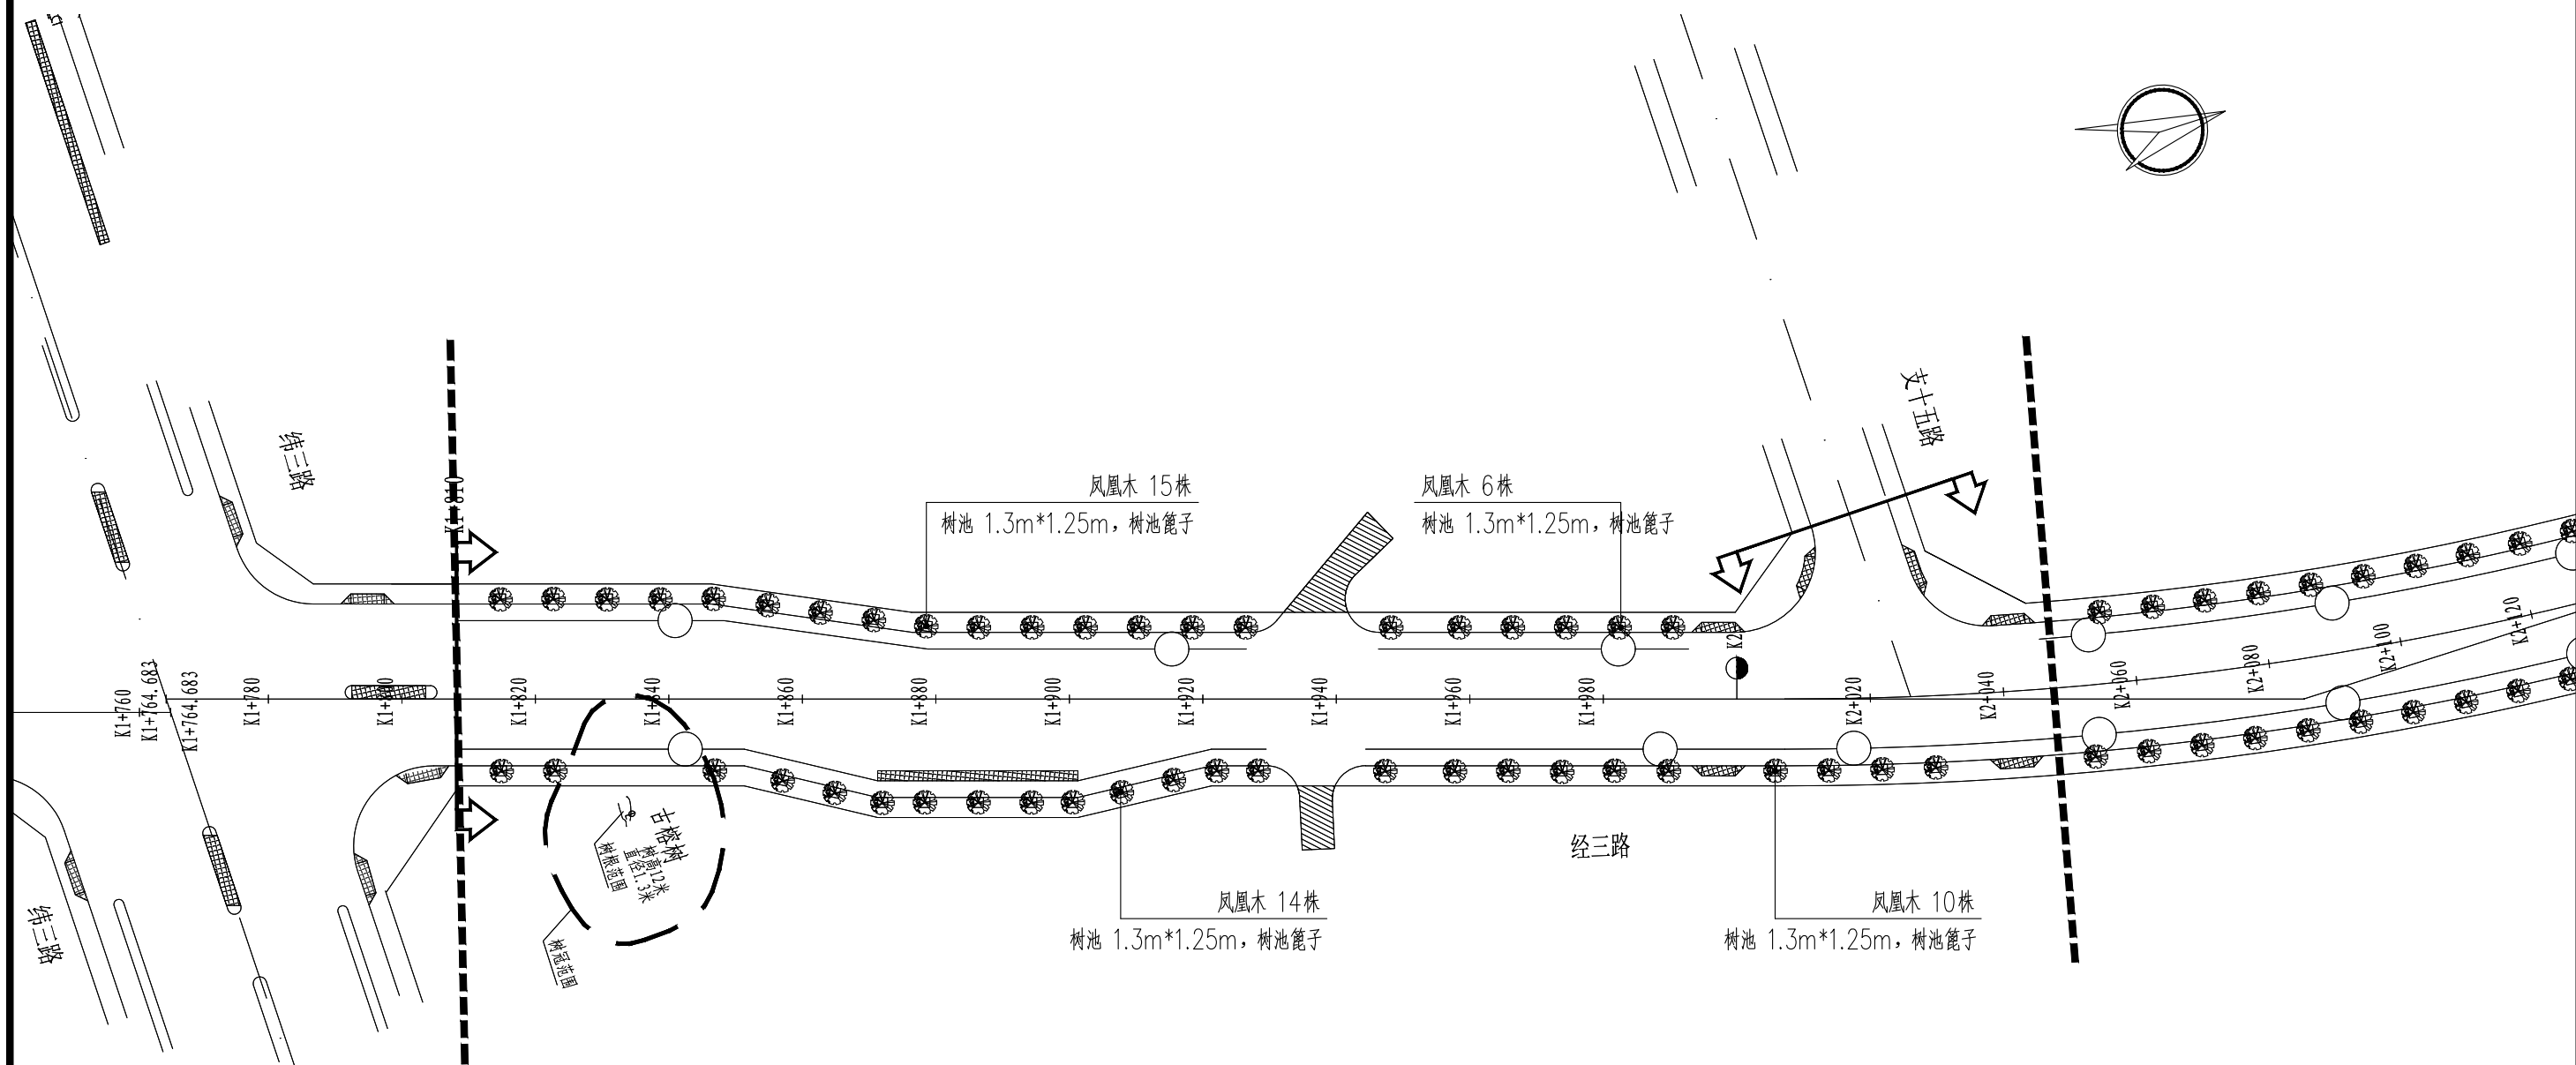 纬三路
支十五路
K1+810
凤凰木 15株
树池 1.3m*1.25m，树池篦子
凤凰木 6株
树池 1.3m*1.25m，树池篦子
K2
K1+760
K1+764.683
K1+764.683
K1+780
K1+800
K1+820
K1+840
K1+860
K1+880
K1+900
K1+920
K1+940
K1+960
K1+980
K2+020
K2+040
K2+060
K2+080
K2+100
K2+120
古榕树
树高12米
直径1.3米
树根范围
树冠范围
经三路
凤凰木 14株
树池 1.3m*1.25m，树池篦子
凤凰木 10株
树池 1.3m*1.25m，树池篦子
纬三路